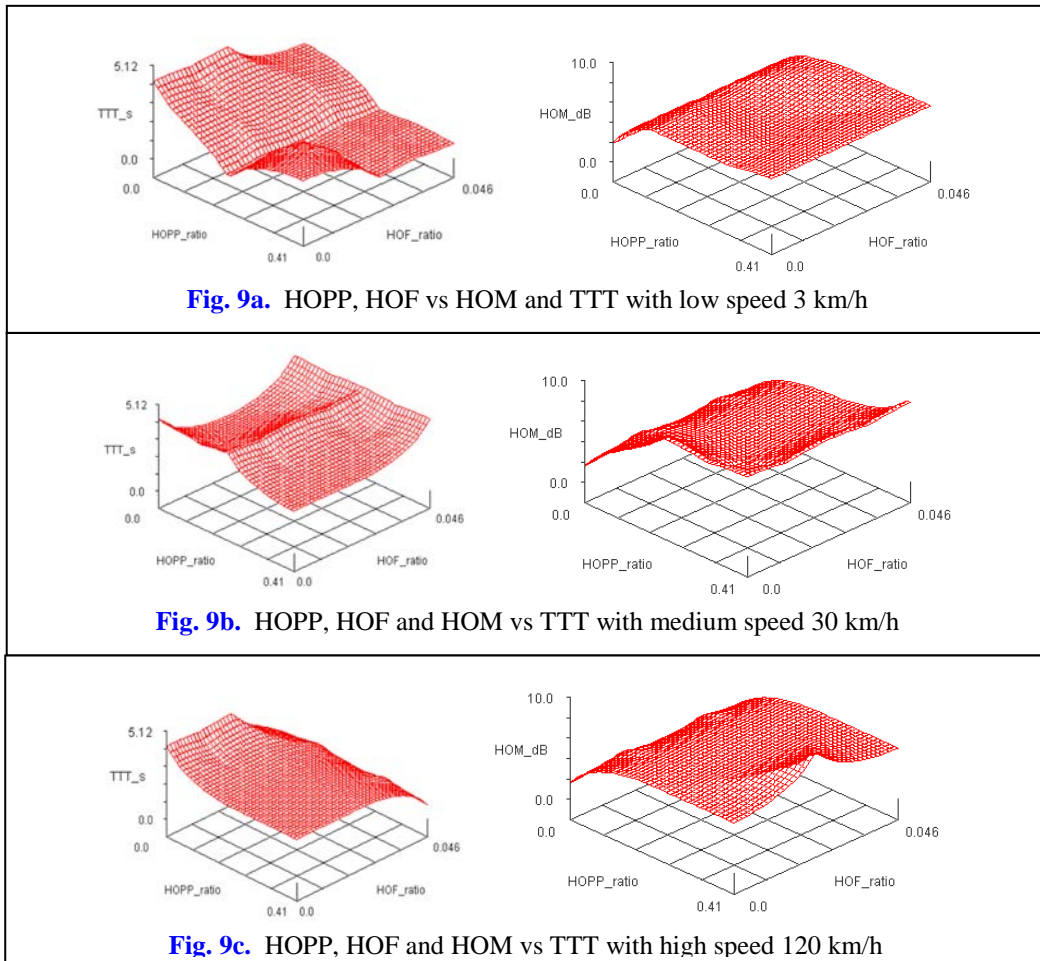 5.12
TTT_s
0.0
0.0
HOPP_ratio
0.41
0.0
HOF_ratio
0.046
10.0
HOM_dB
0.0
0.0
HOPP_ratio
0.41
0.0
HOF_ratio
0.046
Fig. 9a. HOPP, HOF vs HOM and TTT with low speed 3 km/h
5.12
TTT_s
0.0
0.0
HOPP_ratio
0.41
0.0
HOF_ratio
0.046
10.0
HOM_dB
0.0
0.0
HOPP_ratio
0.41
0.0
HOF_ratio
0.046
Fig. 9b. HOPP, HOF and HOM vs TTT with medium speed 30 km/h
5.12
TTT_s
0.0
0.0
HOPP_ratio
0.41
0.0
HOF_ratio
0.046
10.0
HOM_dB
0.0
0.0
HOPP_ratio
0.41
0.0
HOF_ratio
0.046
Fig. 9c. HOPP, HOF and HOM vs TTT with high speed 120 km/h